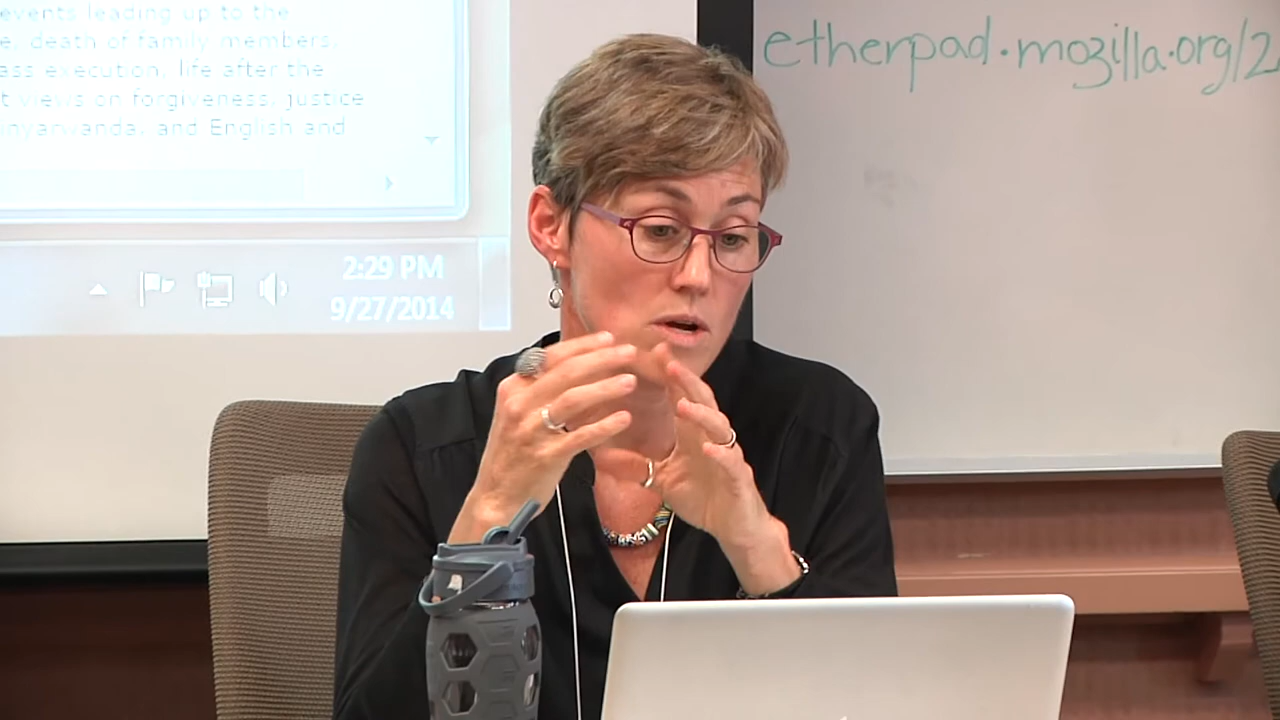 events leading up to the
e, death of family members,
ass execution, life after the
t views on forgiveness, justice
nyarwanda, and English and
2:29 PM
9/27/2014
etherpad.mozilla.org/2